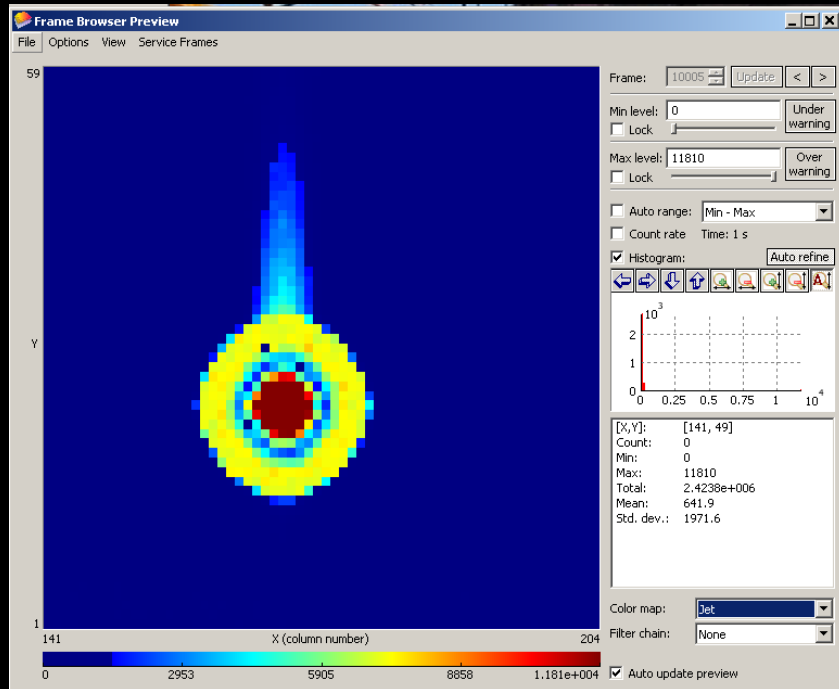 Frame Browser Preview
File Options View Service Frames
59
Y
1
141 X (column number) 204
0 2953 5905 8858 1.181e+004
Frame: 10005 Update < >
Min level: 0 Under warning
Lock
Max level: 11810 Over warning
Lock
Auto range: Min - Max
Count rate Time: 1 s
Histogram: Auto refine
A
10³
2
1
0
0 0.25 0.5 0.75 1 10⁴
[X,Y]: [141, 49]
Count: 0
Min: 0
Max: 11810
Total: 2.4238e+006
Mean: 641.9
Std. dev.: 1971.6
Color map: Jet
Filter chain: None
Auto update preview